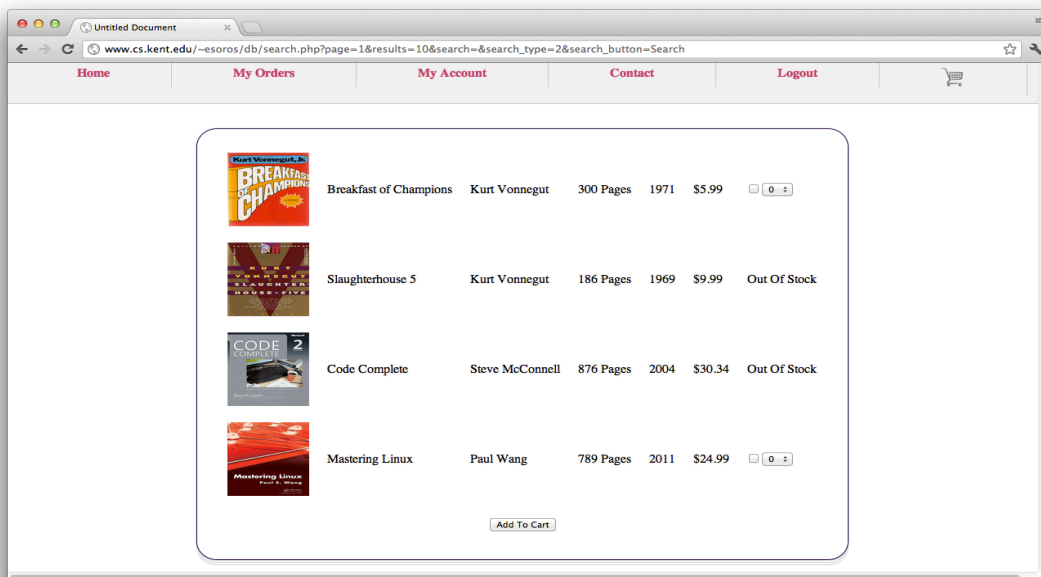 Untitled Document
www.cs.kent.edu/~esoros/db/search.php?page=1&results=10&search=&search_type=2&search_button=Search
Home My Orders My Account Contact Logout
Kurt Vonnegut, Jr.
BREAKFAST
OF
CHAMPIONS
Breakfast of Champions Kurt Vonnegut 300 Pages 1971 $5.99 0
KURT
VONNEGUT
SLAUGHTER
HOUSE-FIVE
Slaughterhouse 5 Kurt Vonnegut 186 Pages 1969 $9.99 Out Of Stock
CODE 2
COMPLETE
Code Complete Steve McConnell 876 Pages 2004 $30.34 Out Of Stock
Mastering Linux
Paul S. Wang
Mastering Linux Paul Wang 789 Pages 2011 $24.99 0
Add To Cart